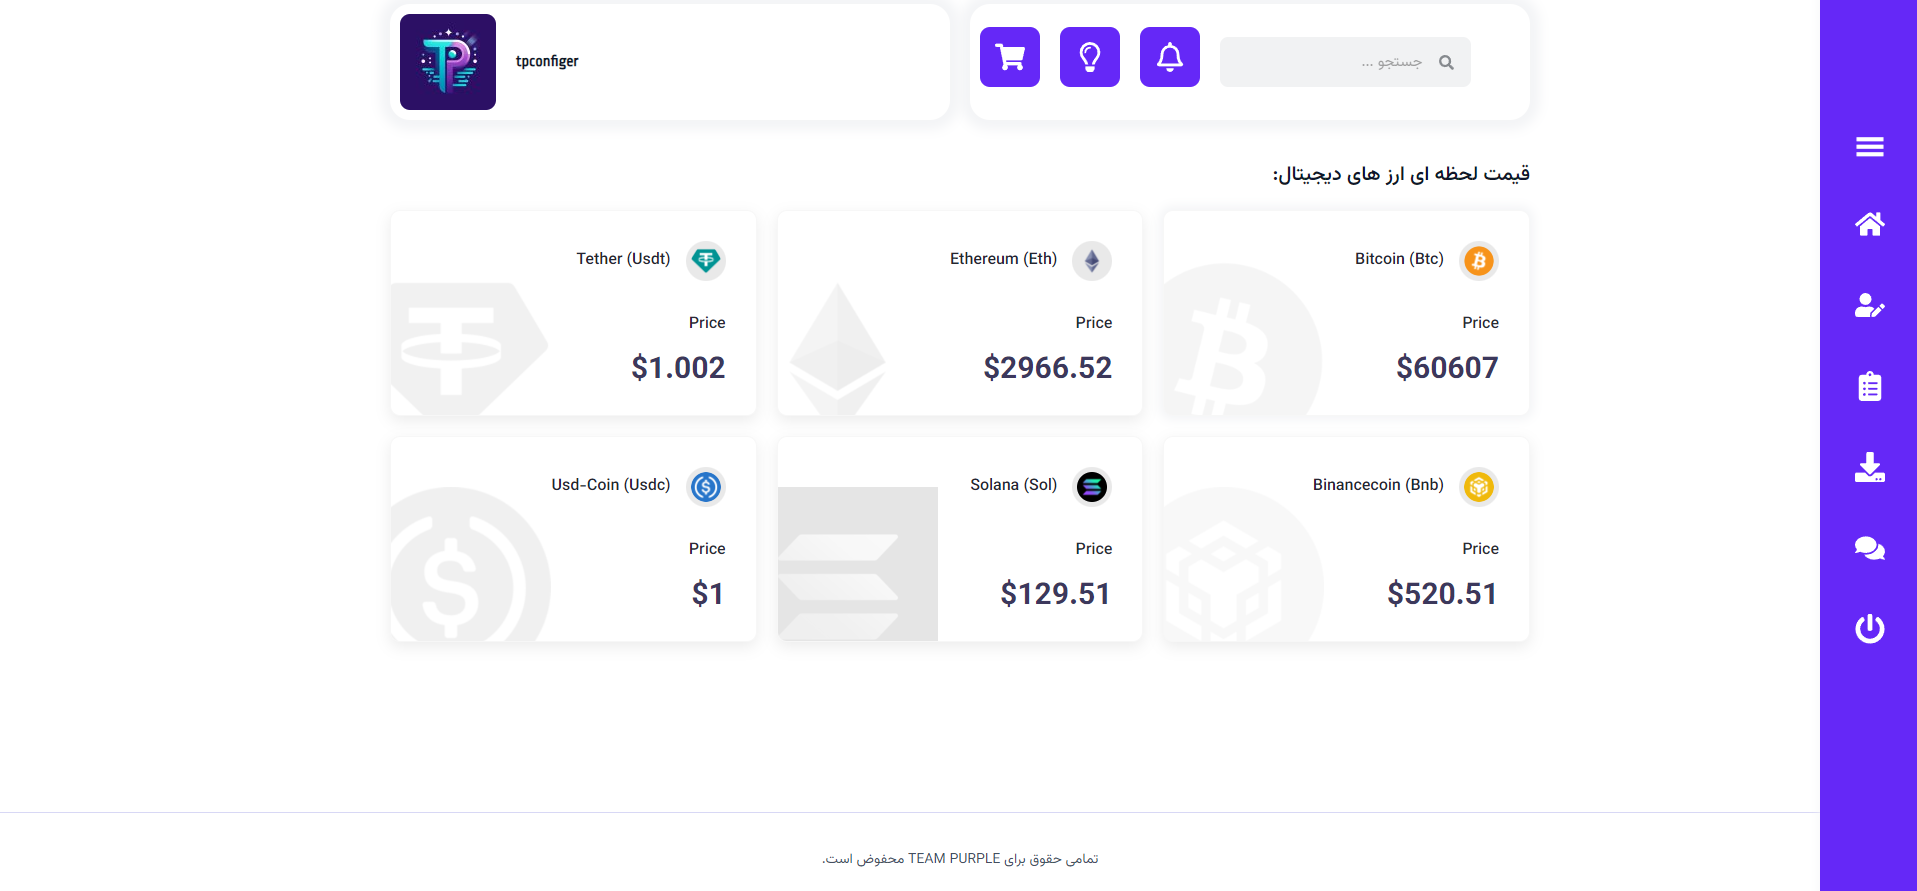 tpconfiger
جستجو ...
قیمت لحظه ای ارز های دیجیتال:
Bitcoin (Btc)
Price
$60607
Ethereum (Eth)
Price
$2966.52
Tether (Usdt)
Price
$1.002
Binancecoin (Bnb)
Price
$520.51
Solana (Sol)
Price
$129.51
Usd-Coin (Usdc)
Price
$1
تمامی حقوق برای TEAM PURPLE محفوض است.